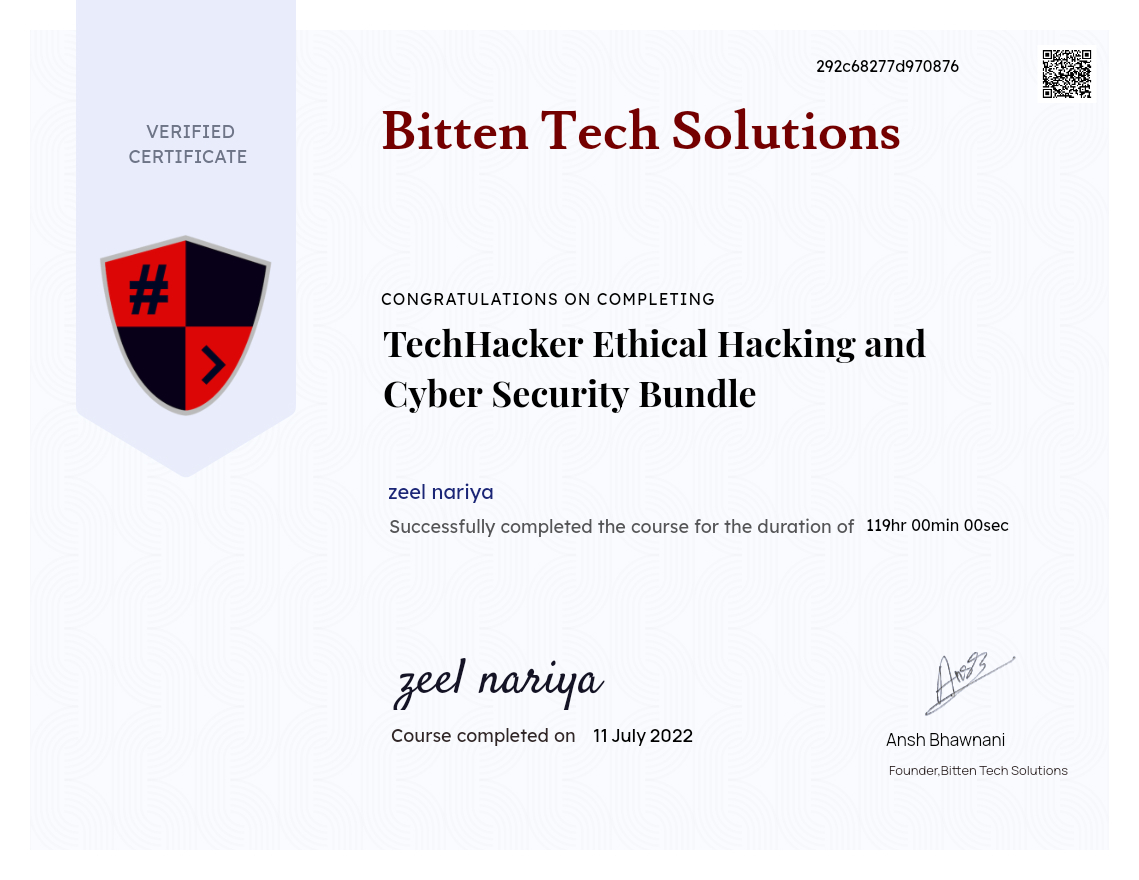 292c68277d970876
VERIFIED
CERTIFICATE
Bitten Tech Solutions
#
>
CONGRATULATIONS ON COMPLETING
TechHacker Ethical Hacking and
Cyber Security Bundle
zeel nariya
Successfully completed the course for the duration of 119hr 00min 00sec
zeel nariya
Course completed on 11 July 2022
Ansh Bhawnani
Founder,Bitten Tech Solutions